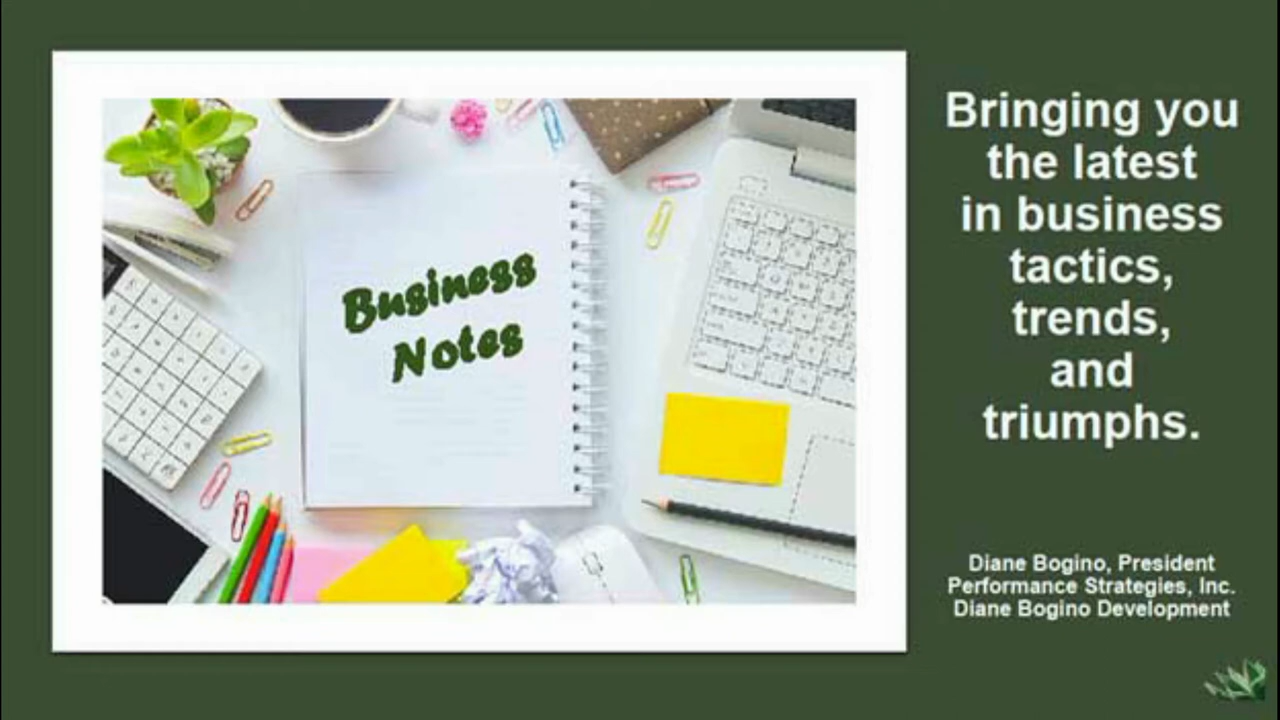 Business
Notes
Bringing you
the latest
in business
tactics,
trends,
and
triumphs.
Diane Bogino, President
Performance Strategies, Inc.
Diane Bogino Development